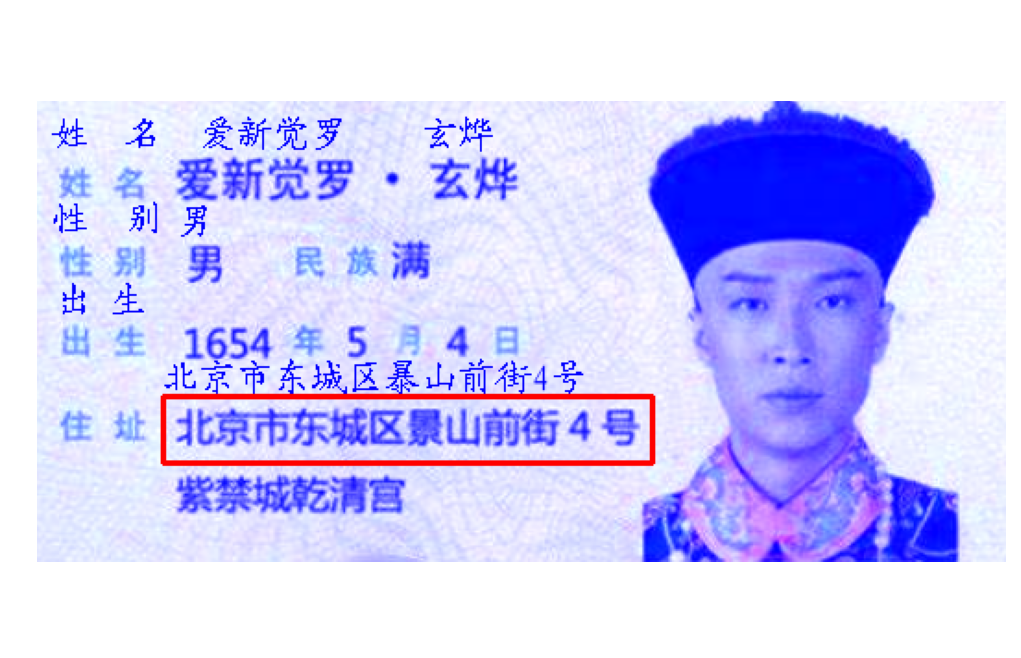 姓 名 爱新觉罗 玄烨
姓 名 爱新觉罗·玄烨
性 别 男
性 别 男 民 族 满
出 生
出 生 1654 年 5 月 4 日
北京市东城区暴山前街4号
住 址 北京市东城区景山前街4号
紫禁城乾清宫